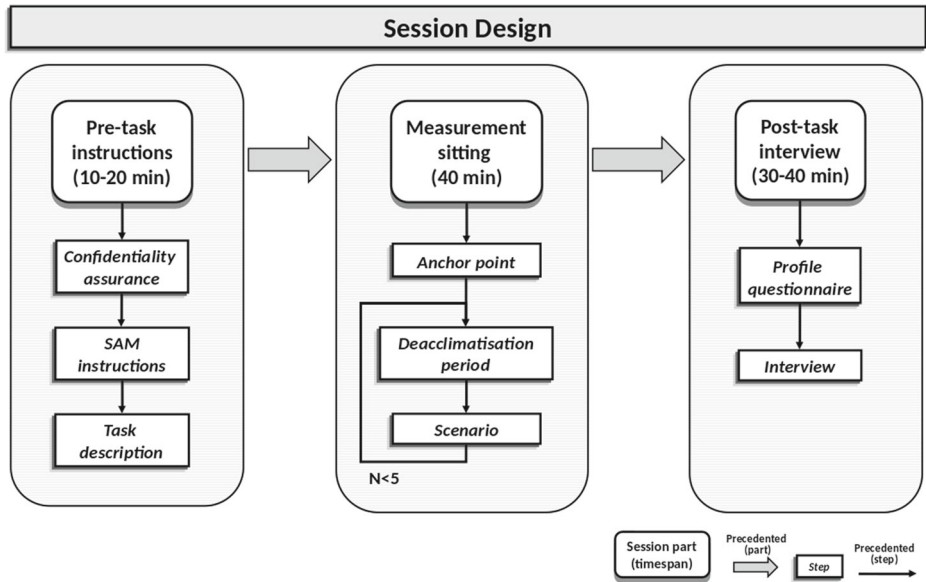 Session Design
Pre-task
instructions
(10-20 min)
Confidentiality
assurance
SAM
instructions
Task
description
Measurement
sitting
(40 min)
Anchor point
Deacclimatisation
period
Scenario
N<5
Post-task
interview
(30-40 min)
Profile
questionnaire
Interview
Session part
(timespan)
Precedented
(part)
Step
Precedented
(step)